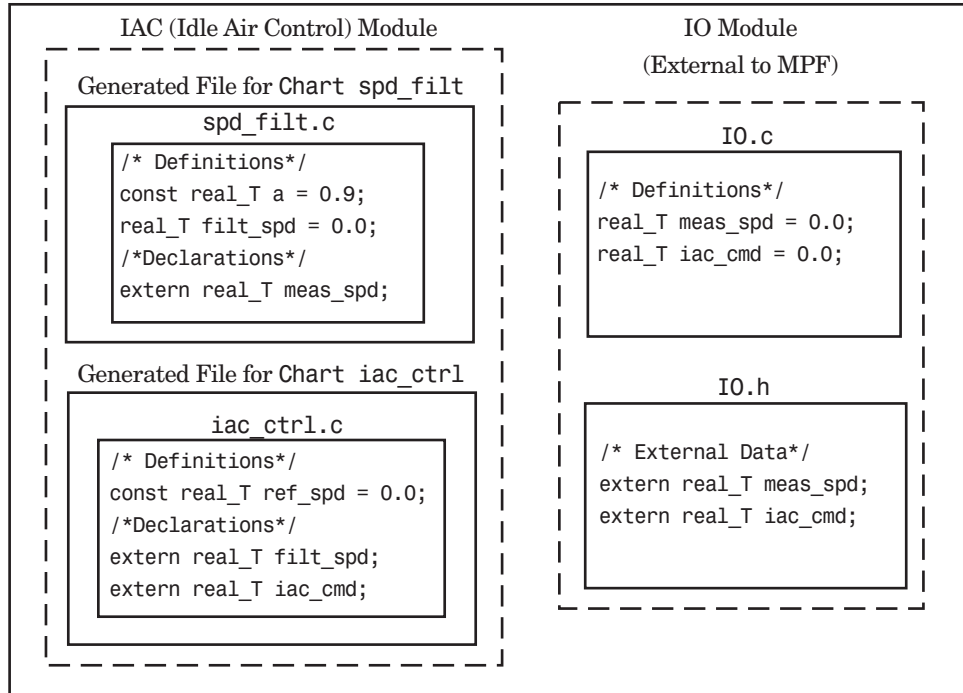 IAC (Idle Air Control) Module
Generated File for Chart spd_filt
spd_filt.c
/* Definitions*/
const real_T a = 0.9;
real_T filt_spd = 0.0;
/*Declarations*/
extern real_T meas_spd;
Generated File for Chart iac_ctrl
iac_ctrl.c
/* Definitions*/
const real_T ref_spd = 0.0;
/*Declarations*/
extern real_T filt_spd;
extern real_T iac_cmd;
IO Module
(External to MPF)
IO.c
/* Definitions*/
real_T meas_spd = 0.0;
real_T iac_cmd = 0.0;
IO.h
/* External Data*/
extern real_T meas_spd;
extern real_T iac_cmd;